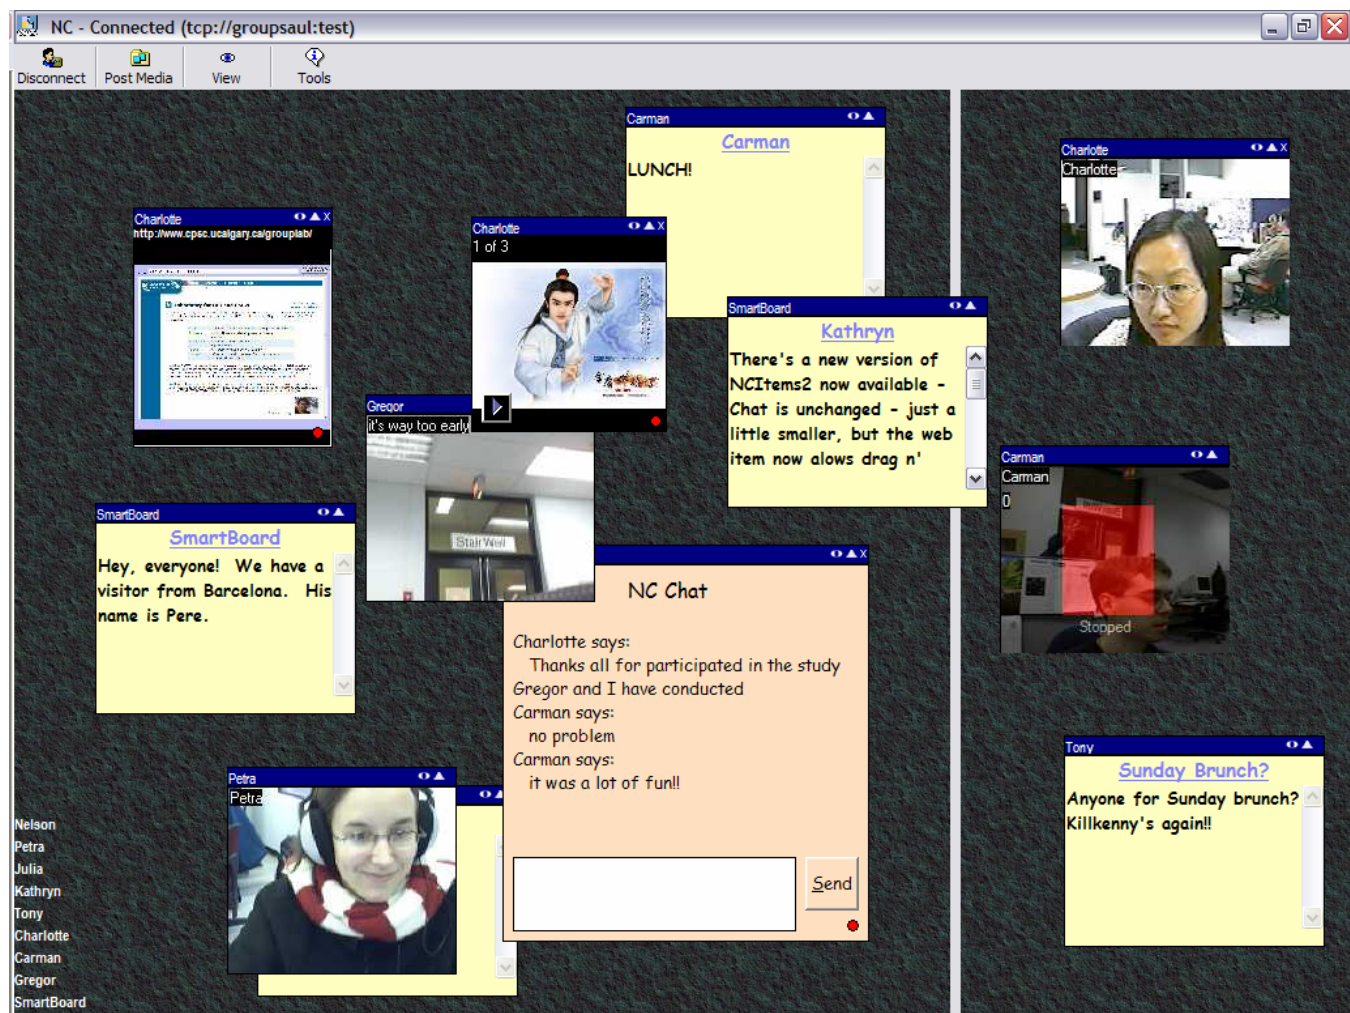 NC - Connected (tcp://groupsaul:test)
Disconnect Post Media View Tools
Carman
Carman
LUNCH!
Charlotte
Charlotte
Charlotte
http://www.cpsc.ucalgary.ca/grouplab/
Charlotte
1 of 3
SmartBoard
Kathryn
There's a new version of
NCItems2 now available -
Chat is unchanged - just a
little smaller, but the web
item now alows drag n'
Gregor
it's way too early
Stair Well
Carman
Carman
0
Stopped
SmartBoard
SmartBoard
Hey, everyone! We have a
visitor from Barcelona. His
name is Pere.
NC Chat
Charlotte says:
Thanks all for participated in the study
Gregor and I have conducted
Carman says:
no problem
Carman says:
it was a lot of fun!!
Send
Tony
Sunday Brunch?
Anyone for Sunday brunch?
Killkenny's again!!
Petra
Petra
Nelson
Petra
Julia
Kathryn
Tony
Charlotte
Carman
Gregor
SmartBoard